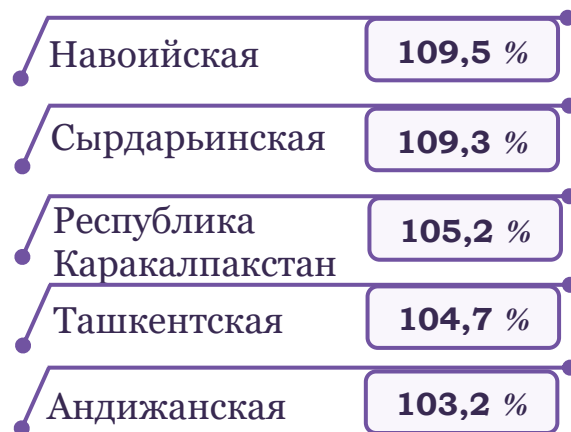 Навоийская 109,5 %
Сырдарьинская 109,3 %
Республика
Каракалпакстан 105,2 %
Ташкентская 104,7 %
Андижанская 103,2 %